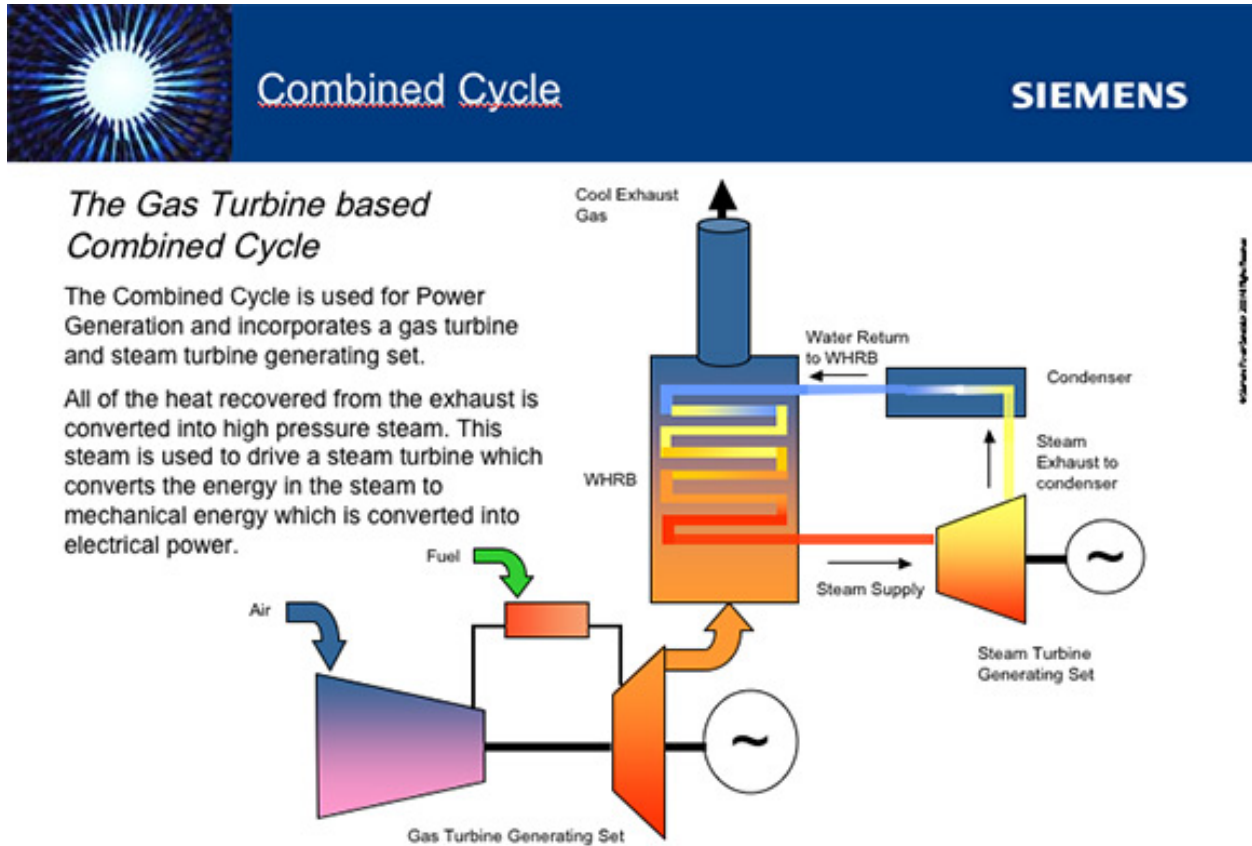 Combined Cycle
SIEMENS
The Gas Turbine based
Combined Cycle
The Combined Cycle is used for Power
Generation and incorporates a gas turbine
and steam turbine generating set.
All of the heat recovered from the exhaust is
converted into high pressure steam. This
steam is used to drive a steam turbine which
converts the energy in the steam to
mechanical energy which is converted into
electrical power.
Cool Exhaust
Gas
Water Return
to WHRB
Condenser
Steam
Exhaust to
condenser
WHRB
Steam Supply
Steam Turbine
Generating Set
Fuel
Air
~
~
Gas Turbine Generating Set